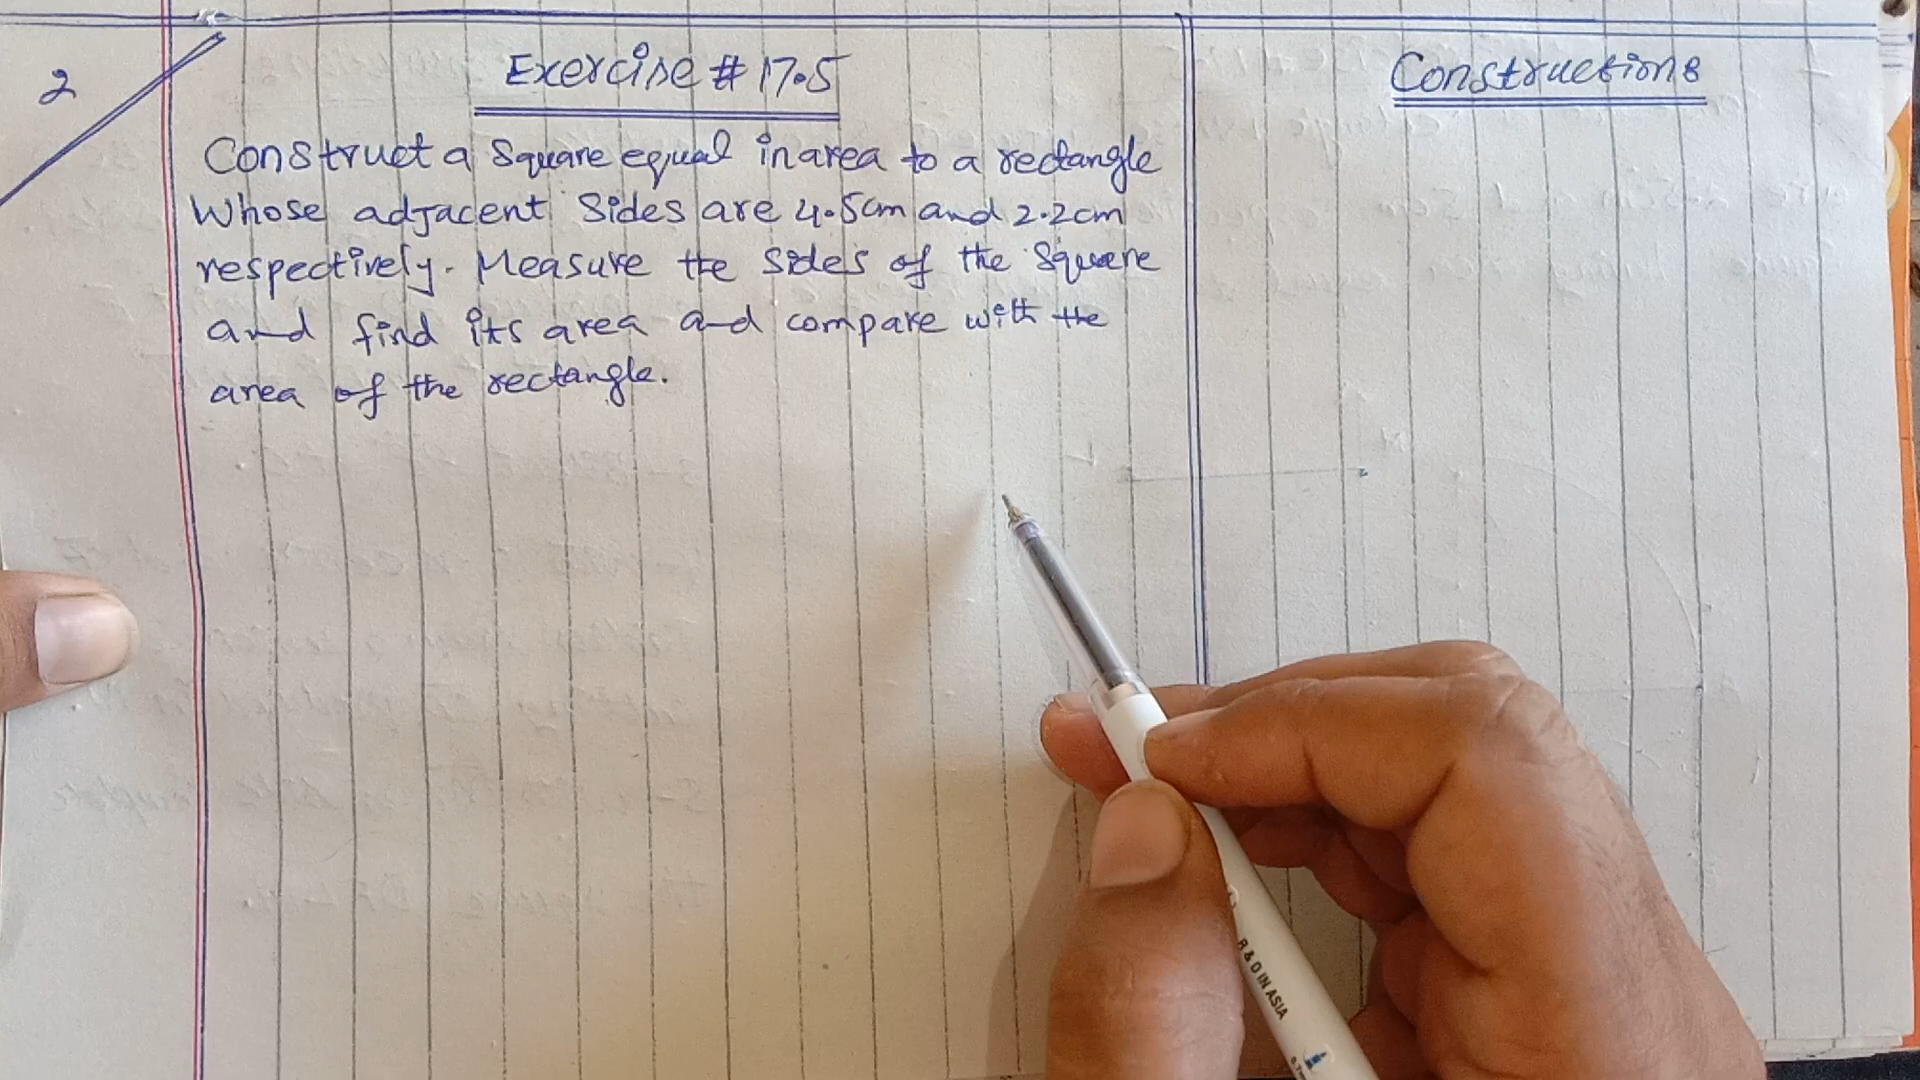 2
Exercise # 17.5
Constructions
Construct a Square equal in area to a rectangle
Whose adjacent Sides are 4.5cm and 2.2cm
respectively. Measure the Sides of the Square
and find its area and compare with the
area of the rectangle.
R & D IN ASIA